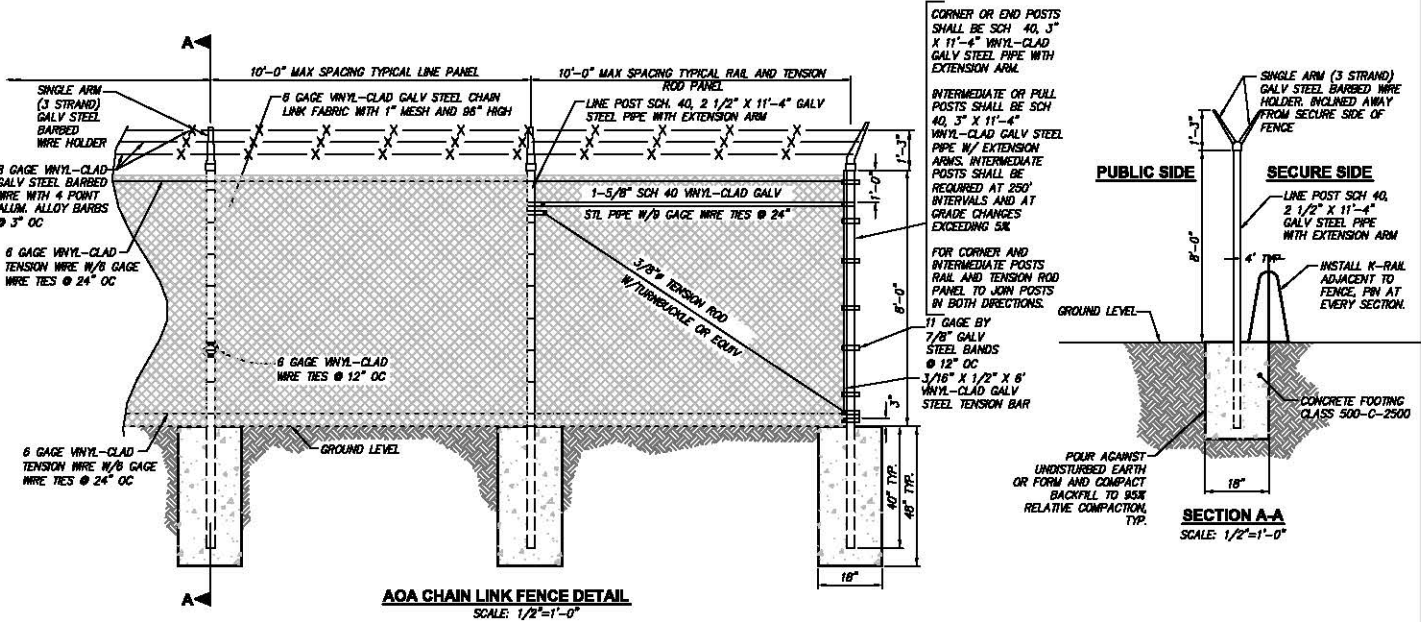 A
10'-0" MAX SPACING TYPICAL LINE PANEL
10'-0" MAX SPACING TYPICAL RAIL AND TENSION
ROD PANEL
SINGLE ARM
(3 STRAND)
GALV STEEL
BARBED
WIRE HOLDER
6 GAGE VINYL-CLAD GALV STEEL CHAIN
LINK FABRIC WITH 1" MESH AND 96" HIGH
LINE POST SCH. 40, 2 1/2" X 11'-4" GALV
STEEL PIPE WITH EXTENSION ARM
GAGE VINYL-CLAD
GALV STEEL BARBED
WIRE WITH 4 POINT
ALUM. ALLOY BARBS
@ 3" OC
6 GAGE VINYL-CLAD
TENSION WIRE W/6 GAGE
WIRE TIES @ 24" OC
1-5/8" SCH 40 VINYL-CLAD GALV
STL PIPE W/9 GAGE WIRE TIES @ 24"
3/8"ø TENSION ROD
W/TURNBUCKLE OR EQUIV
6 GAGE VINYL-CLAD
WIRE TIES @ 12" OC
6 GAGE VINYL-CLAD
TENSION WIRE W/6 GAGE
WIRE TIES @ 24" OC
GROUND LEVEL
1'-3"
1'-0"
8'-0"
3"
40" TYP.
48" TYP.
18"
A
AOA CHAIN LINK FENCE DETAIL
SCALE: 1/2"=1'-0"
CORNER OR END POSTS
SHALL BE SCH 40, 3"
X 11'-4" VINYL-CLAD
GALV STEEL PIPE WITH
EXTENSION ARM.
INTERMEDIATE OR PULL
POSTS SHALL BE SCH
40, 3" X 11'-4"
VINYL-CLAD GALV STEEL
PIPE W/ EXTENSION
ARMS. INTERMEDIATE
POSTS SHALL BE
REQUIRED AT 250'
INTERVALS AND AT
GRADE CHANGES
EXCEEDING 5%
FOR CORNER AND
INTERMEDIATE POSTS
RAIL AND TENSION ROD
PANEL TO JOIN POSTS
IN BOTH DIRECTIONS.
11 GAGE BY
7/8" GALV
STEEL BANDS
@ 12" OC
3/16" X 1/2" X 6'
VINYL-CLAD GALV
STEEL TENSION BAR
SINGLE ARM (3 STRAND)
GALV STEEL BARBED WIRE
HOLDER. INCLINED AWAY
FROM SECURE SIDE OF
FENCE
1'-3"
PUBLIC SIDE
SECURE SIDE
LINE POST SCH 40,
2 1/2" X 11'-4"
GALV STEEL PIPE
WITH EXTENSION ARM
8'-0"
4' TYP
INSTALL K-RAIL
ADJACENT TO
FENCE, PIN AT
EVERY SECTION.
GROUND LEVEL
CONCRETE FOOTING
CLASS 500-C-2500
POUR AGAINST
UNDISTURBED EARTH
OR FORM AND COMPACT
BACKFILL TO 95%
RELATIVE COMPACTION,
TYP.
18"
SECTION A-A
SCALE: 1/2"=1'-0"